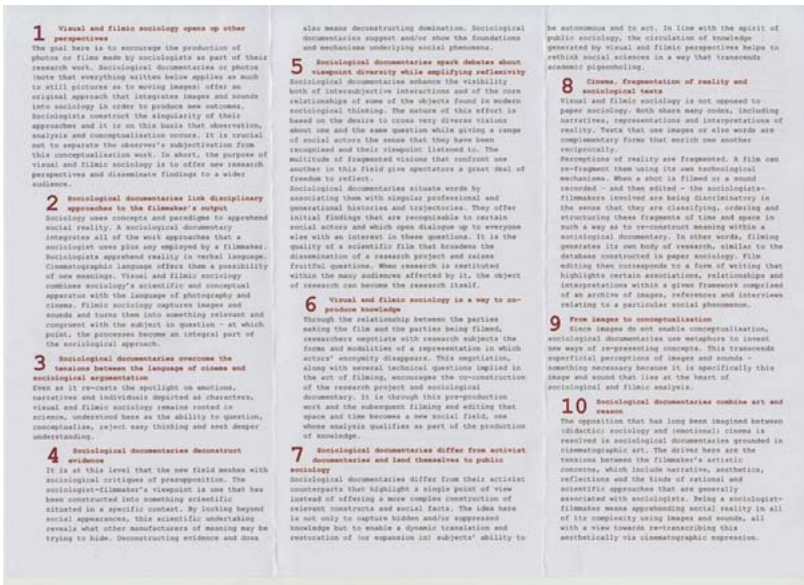 1 Visual and filmic sociology opens up other
perspectives
The goal here is to encourage the production of
photos or films made by sociologists as part of their
research work. Sociological documentaries or photos
(note that everything written below applies as much
to still pictures as to moving images) offer an
original approach that integrates images and sounds
into sociology in order to produce new outcomes.
Sociologists construct the singularity of their
approaches and it is on this basis that observation,
analysis and conceptualisation occurs. It is crucial
not to separate the observer's subjectivation from
this conceptualisation work. In short, the purpose of
visual and filmic sociology is to offer new research
perspectives and disseminate findings to a wider
audience.
2 Sociological documentaries link disciplinary
approaches to the filmmaker's output
Sociology uses concepts and paradigms to apprehend
social reality. A sociological documentary
integrates all of the work approaches that a
sociologist uses plus any employed by a filmmaker.
Sociologists apprehend reality in verbal language.
Cinematographic language offers them a possibility
of new meanings. Visual and filmic sociology
combines sociology's scientific and conceptual
apparatus with the language of photography and
cinema. Filmic sociology captures images and
sounds and turns them into something relevant and
congruent with the subject in question - at which
point, the processes become an integral part of
the sociological approach.
3 Sociological documentaries overcome the
tensions between the language of cinema and
sociological argumentation
Even as it re-casts the spotlight on emotions,
narratives and individuals depicted as characters,
visual and filmic sociology remains rooted in
science, understood here as the ability to question,
conceptualise, reject easy thinking and seek deeper
understanding.
4 Sociological documentaries deconstruct
evidence
It is at this level that the new field meshes with
sociological critiques of presupposition. The
sociologist-filmmaker's viewpoint is one that has
been constructed into something scientific
situated in a specific context. By looking beyond
social appearances, this scientific undertaking
reveals what other manufacturers of meaning may be
trying to hide. Deconstructing evidence and doxa
also means deconstructing domination. Sociological
documentaries suggest and/or show the foundations
and mechanisms underlying social phenomena.
5 Sociological documentaries spark debates about
viewpoint diversity while amplifying reflexivity
Sociological documentaries enhance the visibility
both of intersubjective interactions and of the core
relationships of some of the objects found in modern
sociological thinking. The nature of this effort is
based on the desire to cross very diverse visions
about one and the same question while giving a range
of social actors the sense that they have been
recognised and their viewpoint listened to. The
multitude of fragmented visions that confront one
another in this field give spectators a great deal of
freedom to reflect.
Sociological documentaries situate words by
associating them with singular professional and
generational histories and trajectories. They offer
initial findings that are recognisable to certain
social actors and which open dialogue up to everyone
else with an interest in these questions. It is the
quality of a scientific film that broadens the
dissemination of a research project and raises
fruitful questions. When research is restituted
within the many audiences affected by it, the object
of research can become the research itself.
6 Visual and filmic sociology is a way to co-
produce knowledge
Through the relationship between the parties
making the film and the parties being filmed,
researchers negotiate with research subjects the
forms and modalities of a representation in which
actors' anonymity disappears. This negotiation,
along with several technical questions implied in
the act of filming, encourages the co-construction
of the research project and sociological
documentary. It is through this pre-production
work and the subsequent filming and editing that
space and time becomes a new social field, one
whose analysis qualifies as part of the production
of knowledge.
7 Sociological documentaries differ from activist
documentaries and lend themselves to public
sociology
Sociological documentaries differ from their activist
counterparts that highlight a single point of view
instead of offering a more complex construction of
relevant constructs and social facts. The idea here
is not only to capture hidden and/or suppressed
knowledge but to enable a dynamic translation and
restoration of (or expansion in) subjects' ability to
be autonomous and to act. In line with the spirit of
public sociology, the circulation of knowledge
generated by visual and filmic perspectives helps to
rethink social sciences in a way that transcends
academic pigeonholing.
8 Cinema, fragmentation of reality and
sociological texts
Visual and filmic sociology is not opposed to
paper sociology. Both share many codes, including
narratives, representations and interpretations of
reality. Texts that use images or else words are
complementary forms that enrich one another
reciprocally.
Perceptions of reality are fragmented. A film can
re-fragment them using its own technological
mechanisms. When a shot is filmed or a sound
recorded - and then edited - the sociologists-
filmmakers involved are being discriminatory in
the sense that they are classifying, ordering and
structuring these fragments of time and space in
such a way as to re-construct meaning within a
sociological documentary. In other words, filming
generates its own body of research, similar to the
database constructed in paper sociology. Film
editing then corresponds to a form of writing that
highlights certain associations, relationships and
interpretations within a given framework comprised
of an archive of images, references and interviews
relating to a particular social phenomenon.
9 From images to conceptualisation
Since images do not enable conceptualisation,
sociological documentaries use metaphors to invent
new ways of re-presenting concepts. This transcends
superficial perceptions of images and sounds -
something necessary because it is specifically this
image and sound that lies at the heart of
sociological and filmic analysis.
10 Sociological documentaries combine art and
reason
The opposition that has long been imagined between
(didactic) sociology and (emotional) cinema is
resolved in sociological documentaries grounded in
cinematographic art. The driver here are the
tensions between the filmmaker's artistic
concerns, which include narrative, aesthetics,
reflections and the kinds of rational and
scientific approaches that are generally
associated with sociologists. Being a sociologist-
filmmaker means apprehending social reality in all
of its complexity using images and sounds, all
with a view towards re-transcribing this
aesthetically via cinematographic expression.